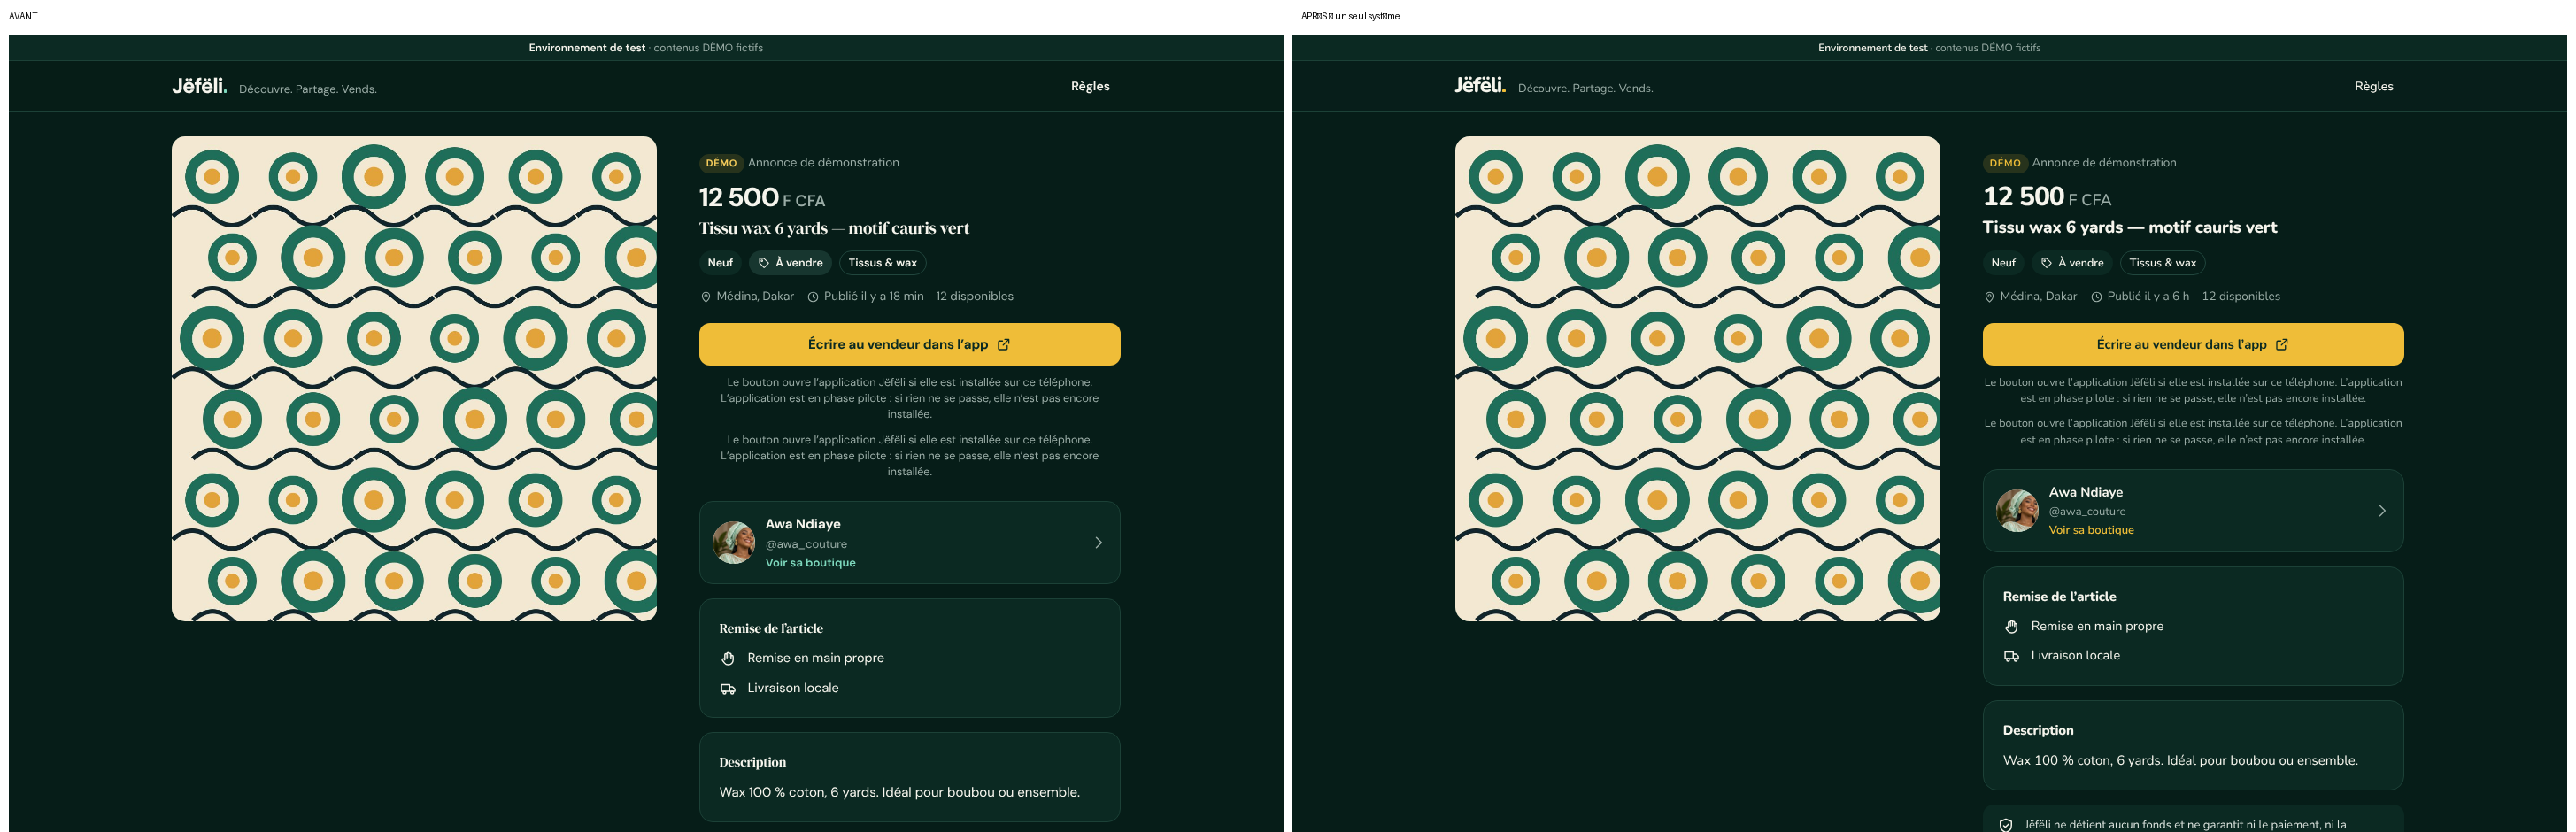 AVANT
Environnement de test · contenus DÉMO fictifs
Jëfëli. Découvre. Partage. Vends.
Règles
DÉMO Annonce de démonstration
12 500 F CFA
Tissu wax 6 yards — motif cauris vert
Neuf À vendre Tissus & wax
Médina, Dakar Publié il y a 18 min 12 disponibles
Écrire au vendeur dans l’app
Le bouton ouvre l’application Jëfëli si elle est installée sur ce téléphone.
L’application est en phase pilote : si rien ne se passe, elle n’est pas encore
installée.
Le bouton ouvre l’application Jëfëli si elle est installée sur ce téléphone.
L’application est en phase pilote : si rien ne se passe, elle n’est pas encore
installée.
Awa Ndiaye
@awa_couture
Voir sa boutique
Remise de l’article
Remise en main propre
Livraison locale
Description
Wax 100 % coton, 6 yards. Idéal pour boubou ou ensemble.
APR□S □ un seul syst□me
Environnement de test · contenus DÉMO fictifs
Jëfëli. Découvre. Partage. Vends.
Règles
DÉMO Annonce de démonstration
12 500 F CFA
Tissu wax 6 yards — motif cauris vert
Neuf À vendre Tissus & wax
Médina, Dakar Publié il y a 6 h 12 disponibles
Écrire au vendeur dans l’app
Le bouton ouvre l’application Jëfëli si elle est installée sur ce téléphone. L’application
est en phase pilote : si rien ne se passe, elle n’est pas encore installée.
Le bouton ouvre l’application Jëfëli si elle est installée sur ce téléphone. L’application
est en phase pilote : si rien ne se passe, elle n’est pas encore installée.
Awa Ndiaye
@awa_couture
Voir sa boutique
Remise de l’article
Remise en main propre
Livraison locale
Description
Wax 100 % coton, 6 yards. Idéal pour boubou ou ensemble.
Jëfëli ne détient aucun fonds et ne garantit ni le paiement, ni la